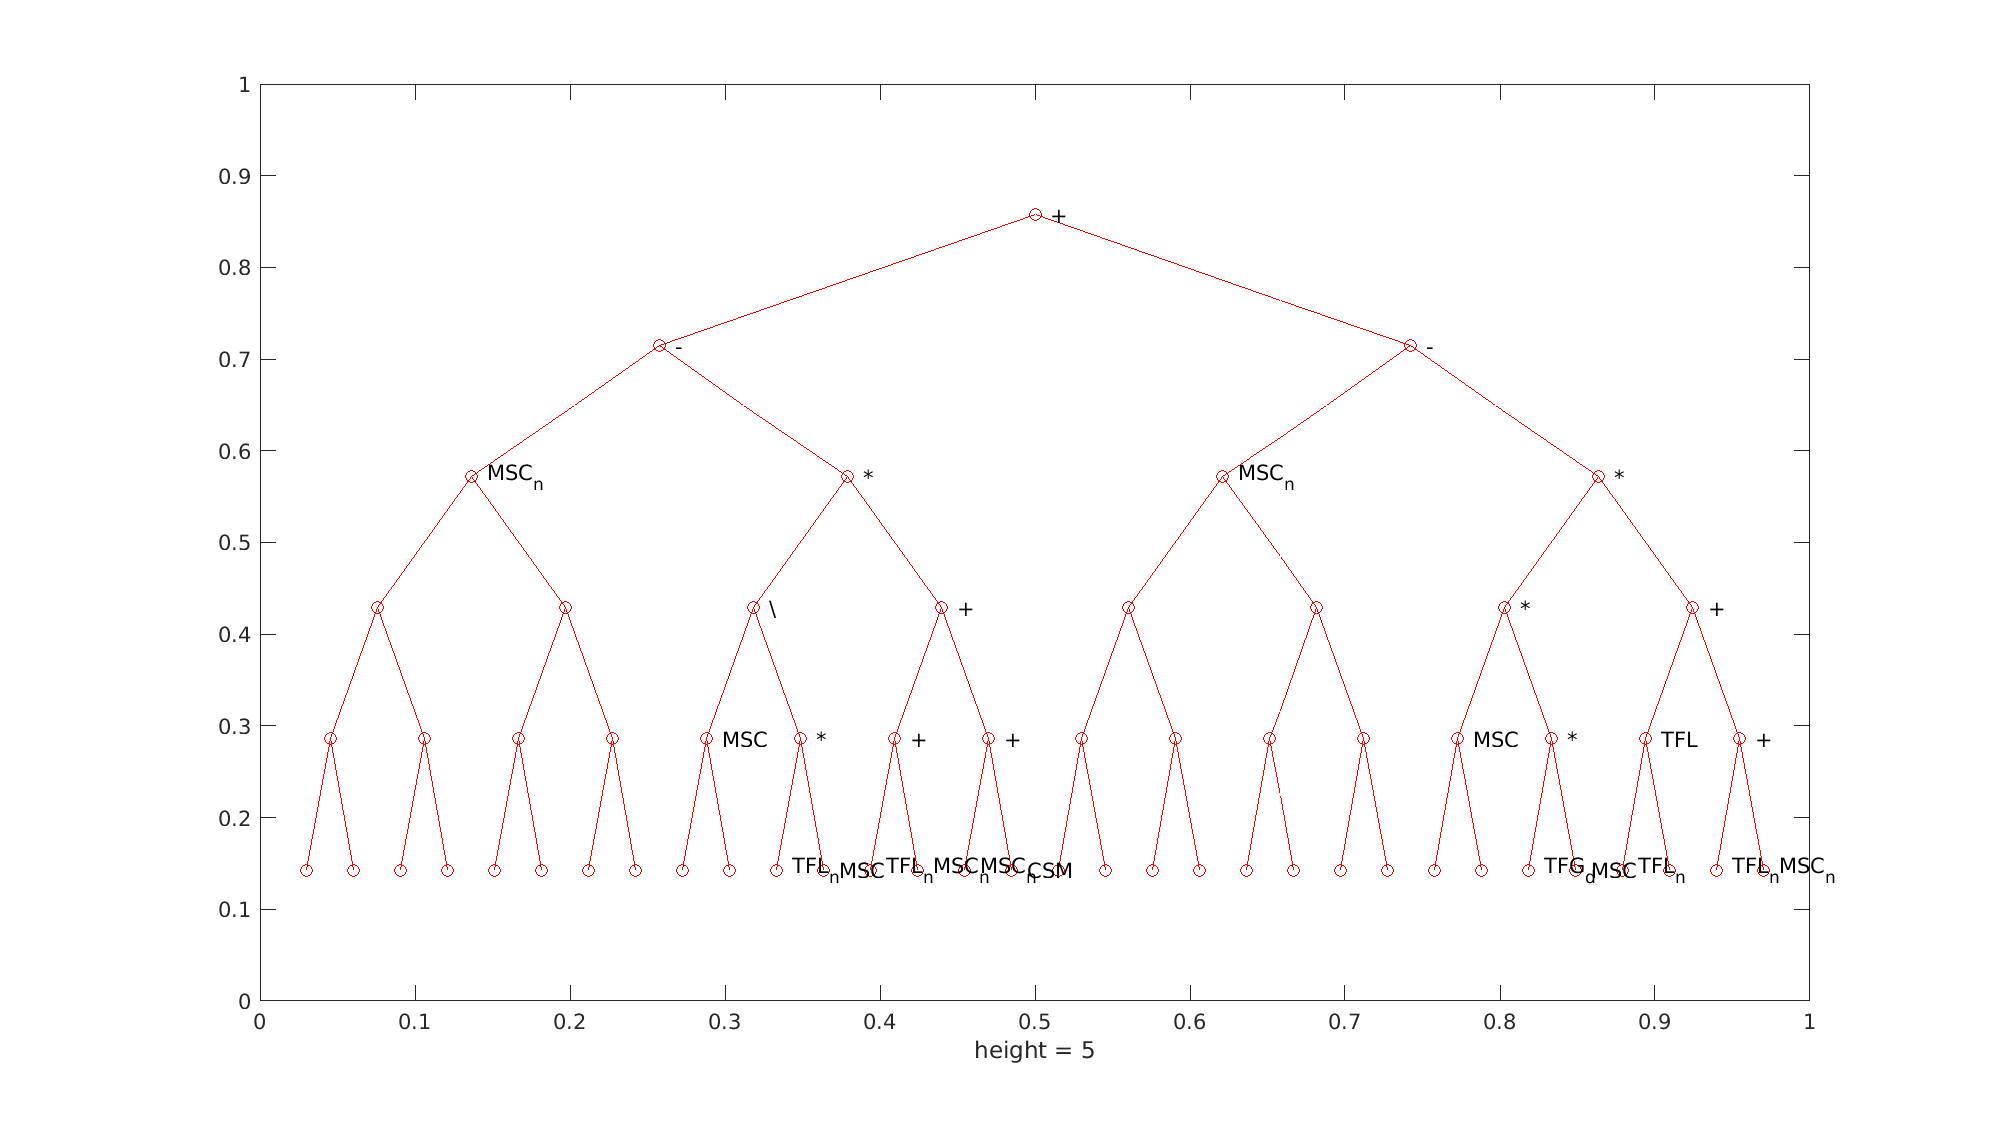 1
0.9
+
0.8
0.7
- -
0.6
MSCn * MSCn *
0.5
\ + * +
0.4
0.3
MSC * + + MSC * TFL +
0.2
TFLn MSC TFLn MSCn MSCn CSM TFGd MSC TFLn TFLn MSCn
0.1
0
0 0.1 0.2 0.3 0.4 0.5 0.6 0.7 0.8 0.9 1
height = 5